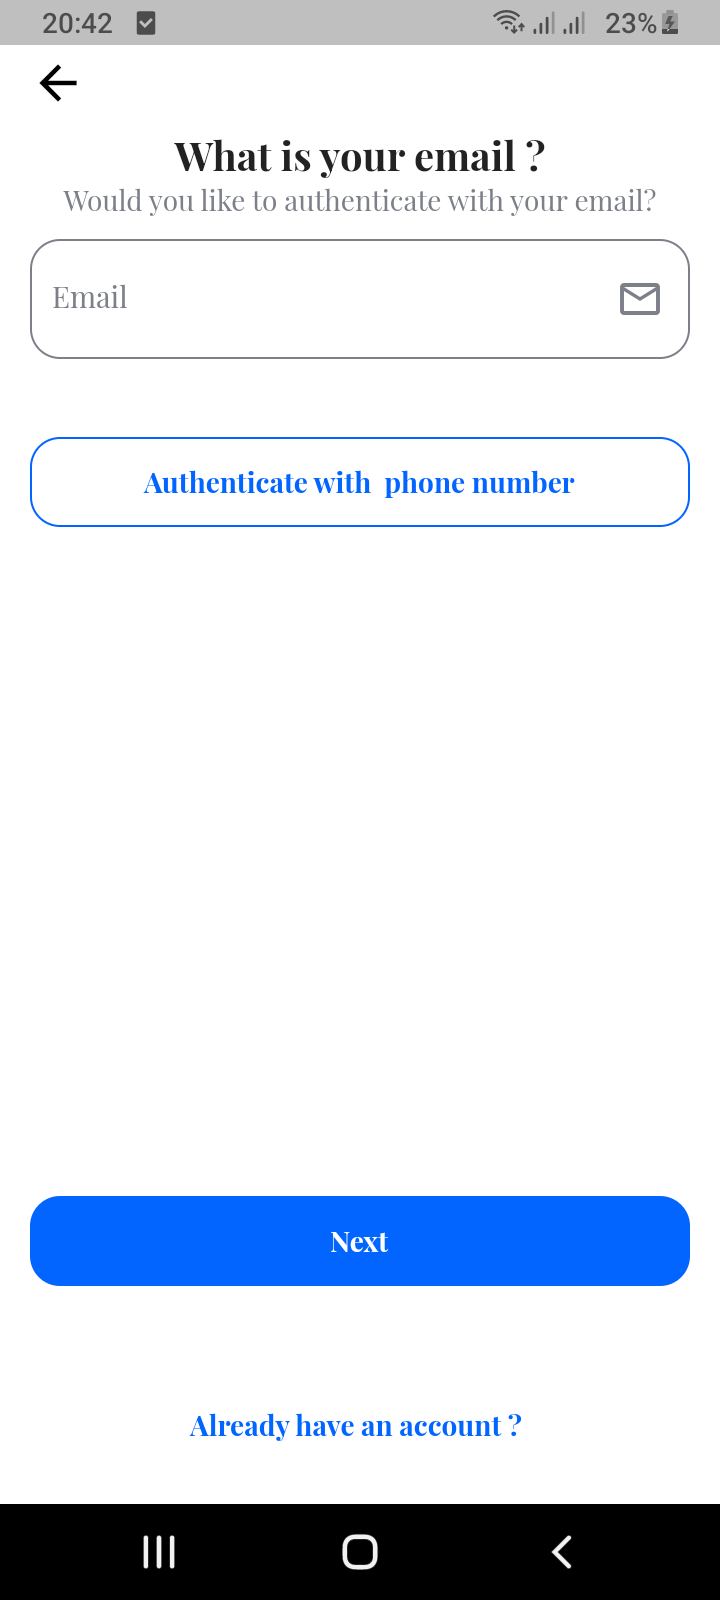 20:42
23%
What is your email ?
Would you like to authenticate with your email?
Email
Authenticate with  phone number
Next
Already have an account ?